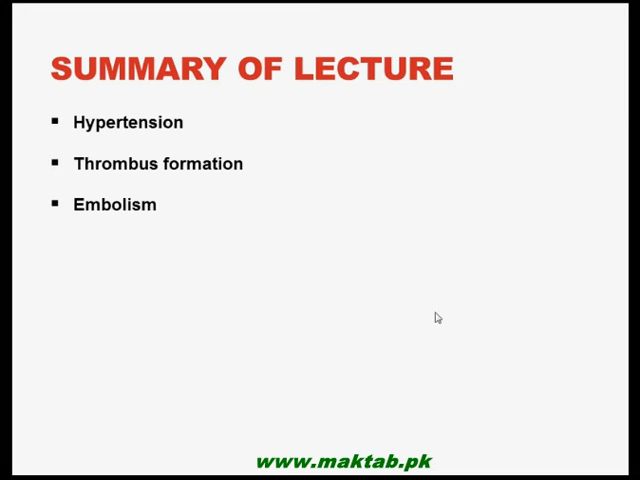 SUMMARY OF LECTURE
▪ Hypertension
▪ Thrombus formation
▪ Embolism
www.maktab.pk